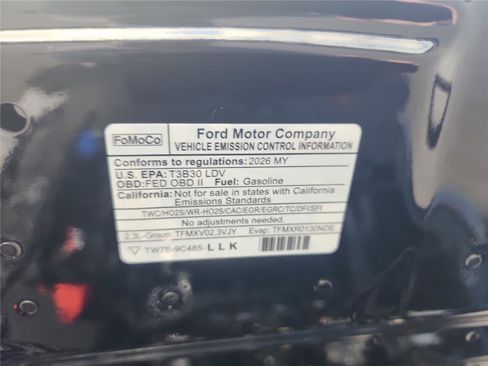 FoMoCo
Ford Motor Company
VEHICLE EMISSION CONTROL INFORMATION
Conforms to regulations: 2026 MY
U.S. EPA: T3B30 LDV
OBD: FED OBD II Fuel: Gasoline
California: Not for sale in states with California
Emissions Standards
TWC/HO2S/WR-HO2S/CAC/EGR/EGRC/TC/DFI/SFI
No adjustments needed.
2.3L-Group: TFMXV02.3VJY Evap: TFMXR0130NDE
TW7E-9C485-LLK